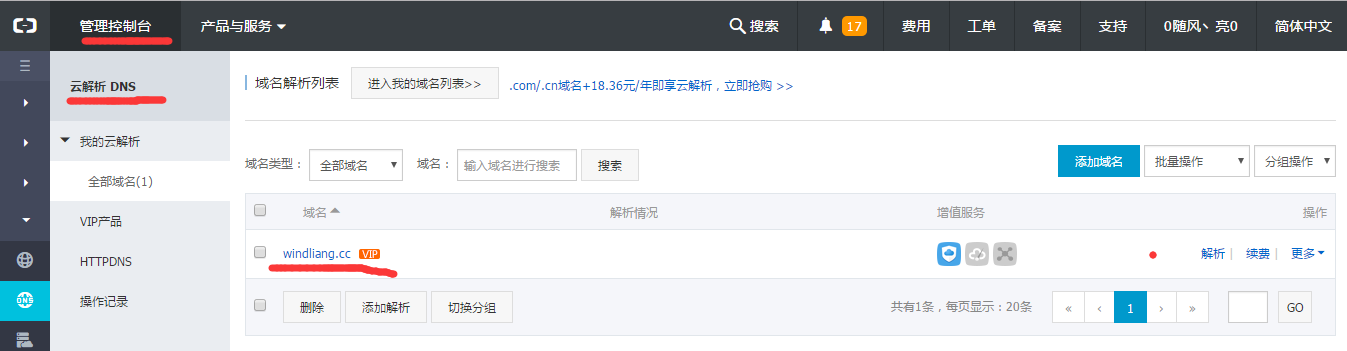 管理控制台 产品与服务 搜索 17 费用 工单 备案 支持 0随风丶亮0 简体中文
云解析 DNS
域名解析列表 进入我的域名列表>> .com/.cn域名+18.36元/年即享云解析，立即抢购 >>
我的云解析
全部域名(1)
VIP产品
HTTPDNS
操作记录
域名类型： 全部域名 域名： 输入域名进行搜索 搜索 添加域名 批量操作 分组操作
域名 解析情况 增值服务 操作
windliang.cc VIP 解析 | 续费 | 更多
DNS
删除 添加解析 切换分组 共有1条，每页显示：20条 « ‹ 1 › » GO